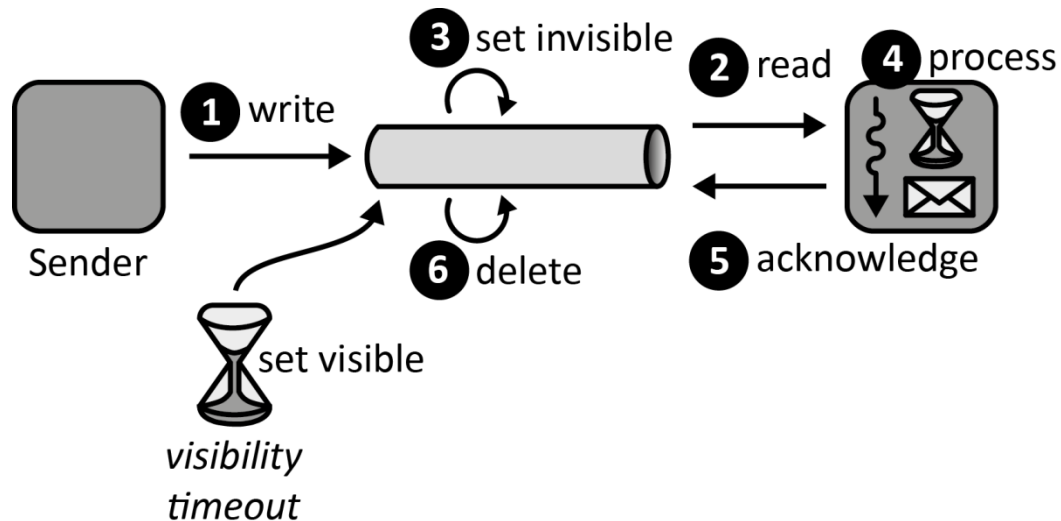 3 set invisible
2 read
4 process
1 write
Sender
6 delete
5 acknowledge
set visible
visibility
timeout